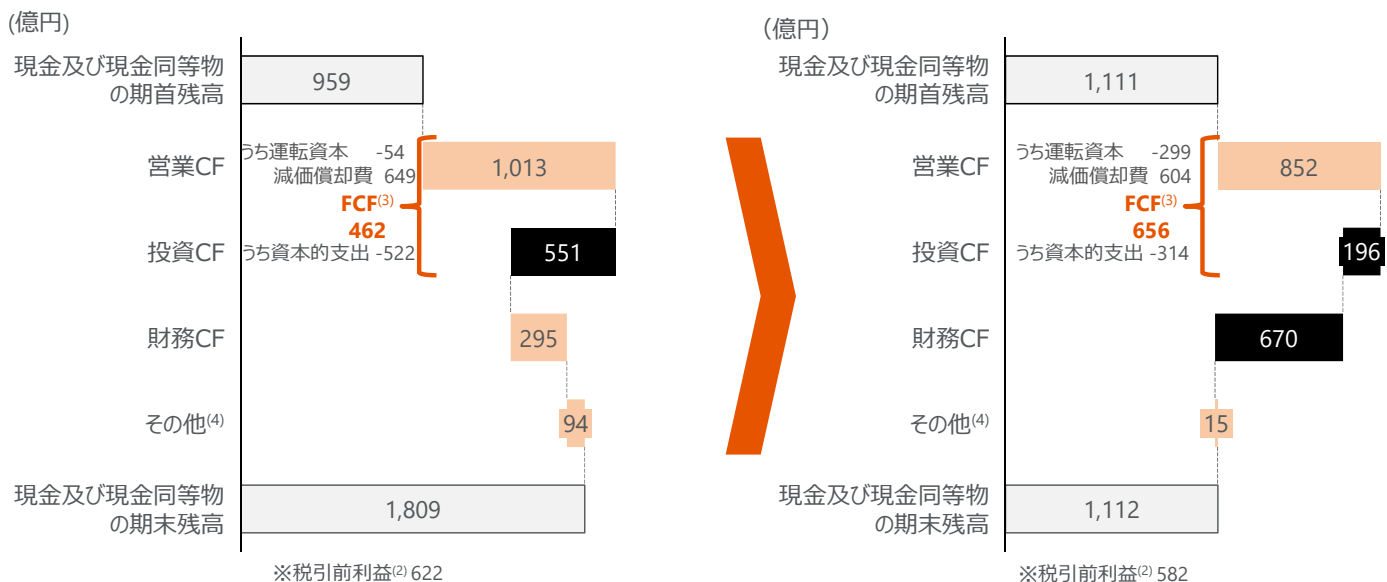 (億円)
現金及び現金同等物
の期首残高
959
営業CF
うち運転資本 -54
減価償却費 649
1,013
FCF(3)
462
投資CF
うち資本的支出 -522
551
財務CF
295
その他(4)
94
現金及び現金同等物
の期末残高
1,809
※税引前利益(2) 622
(億円)
現金及び現金同等物
の期首残高
1,111
営業CF
うち運転資本 -299
減価償却費 604
852
FCF(3)
656
投資CF
うち資本的支出 -314
196
財務CF
670
その他(4)
15
現金及び現金同等物
の期末残高
1,112
※税引前利益(2) 582